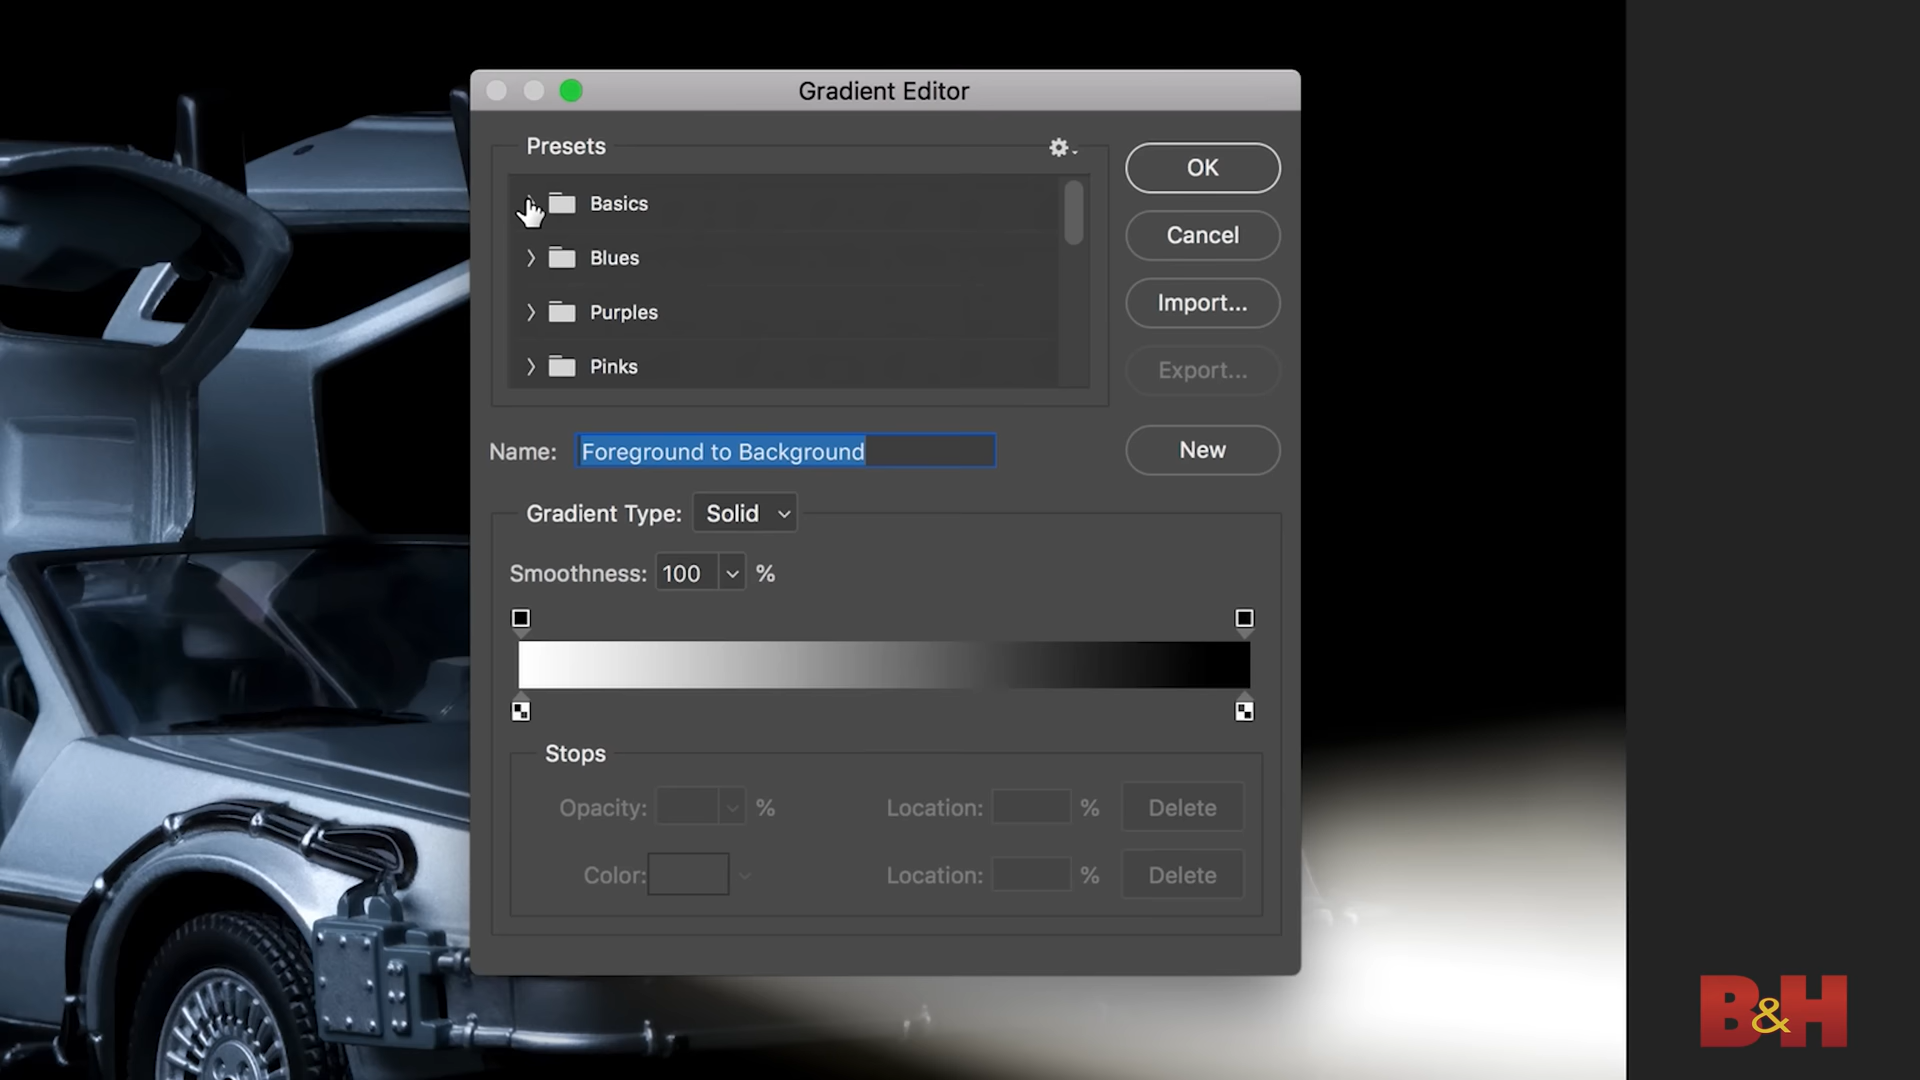 Gradient Editor
Presets
OK
Basics
Cancel
Blues
Import...
Purples
Export...
Pinks
Name: Foreground to Background
New
Gradient Type: Solid
Smoothness: 100 %
Stops
Opacity: % Location: % Delete
Color: Location: % Delete
B&H